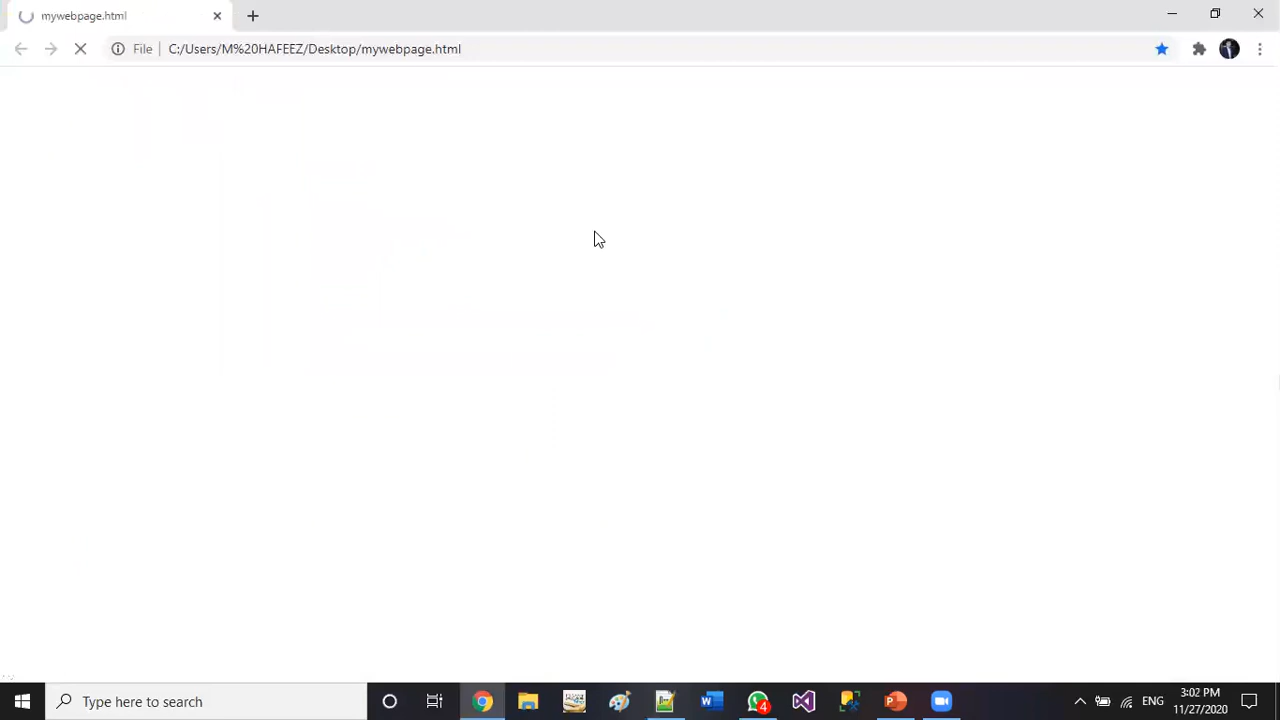 mywebpage.html
File C:/Users/M%20HAFEEZ/Desktop/mywebpage.html
Type here to search
4
ENG
3:02 PM
11/27/2020